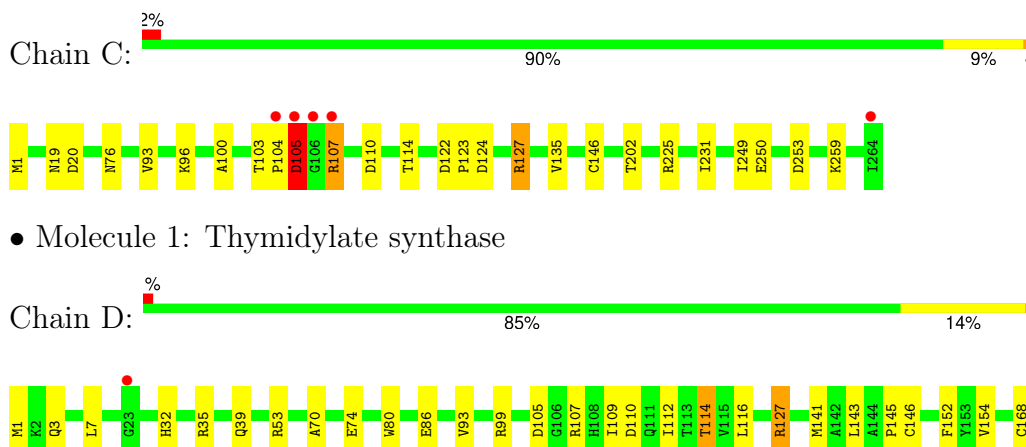 2%
Chain C:
90% 9% ·
M1 N19 D20 N76 V93 K96 A100 T103 P104 D105 G106 R107 D110 T114 D122 P123 D124 R127 V135 C146 T202 R225 I231 I249 E250 D253 K259 I264
• Molecule 1: Thymidylate synthase
%
Chain D:
85% 14%
M1 K2 Q3 L7 G23 H32 R35 Q39 R53 A70 E74 W80 E86 V93 R99 D105 G106 R107 H108 I109 D110 Q111 I112 T113 T114 V115 L116 R127 M141 A142 L143 A144 P145 C146 F152 Y153 V154 C168